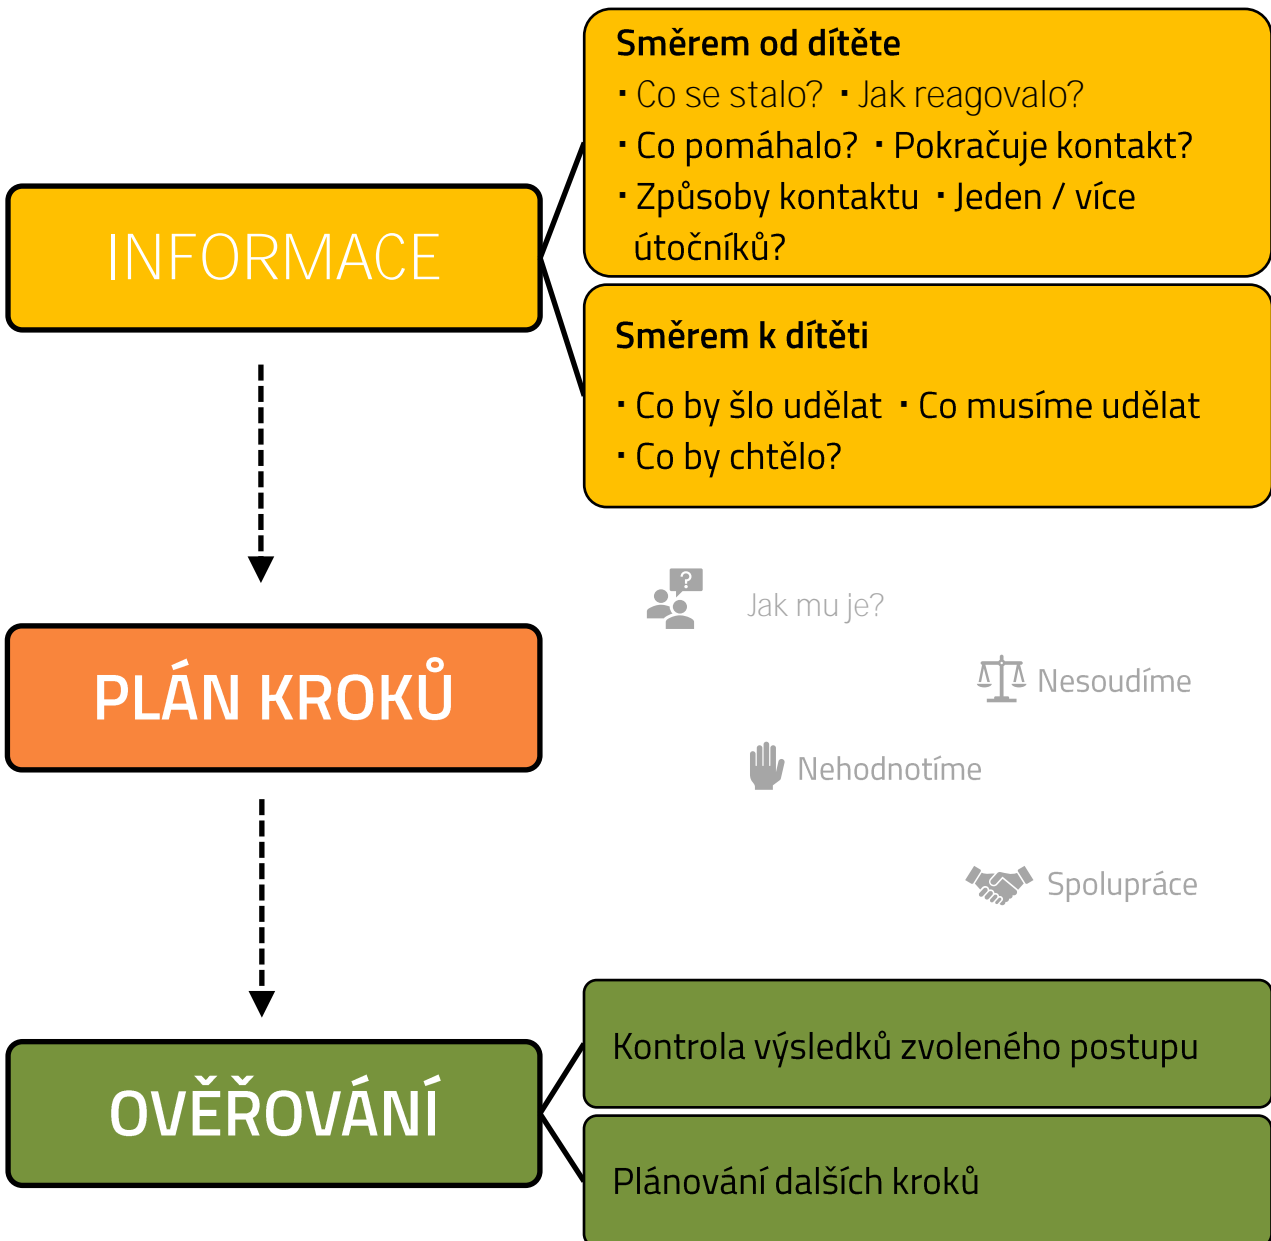 Směrem od dítěte
· Co se stalo? · Jak reagovalo?
· Co pomáhalo? · Pokračuje kontakt?
· Způsoby kontaktu · Jeden / více
útočníků?
INFORMACE
Směrem k dítěti
· Co by šlo udělat · Co musíme udělat
· Co by chtělo?
?
Jak mu je?
PLÁN KROKŮ
Nesoudíme
Nehodnotíme
Spolupráce
Kontrola výsledků zvoleného postupu
OVĚŘOVÁNÍ
Plánování dalších kroků